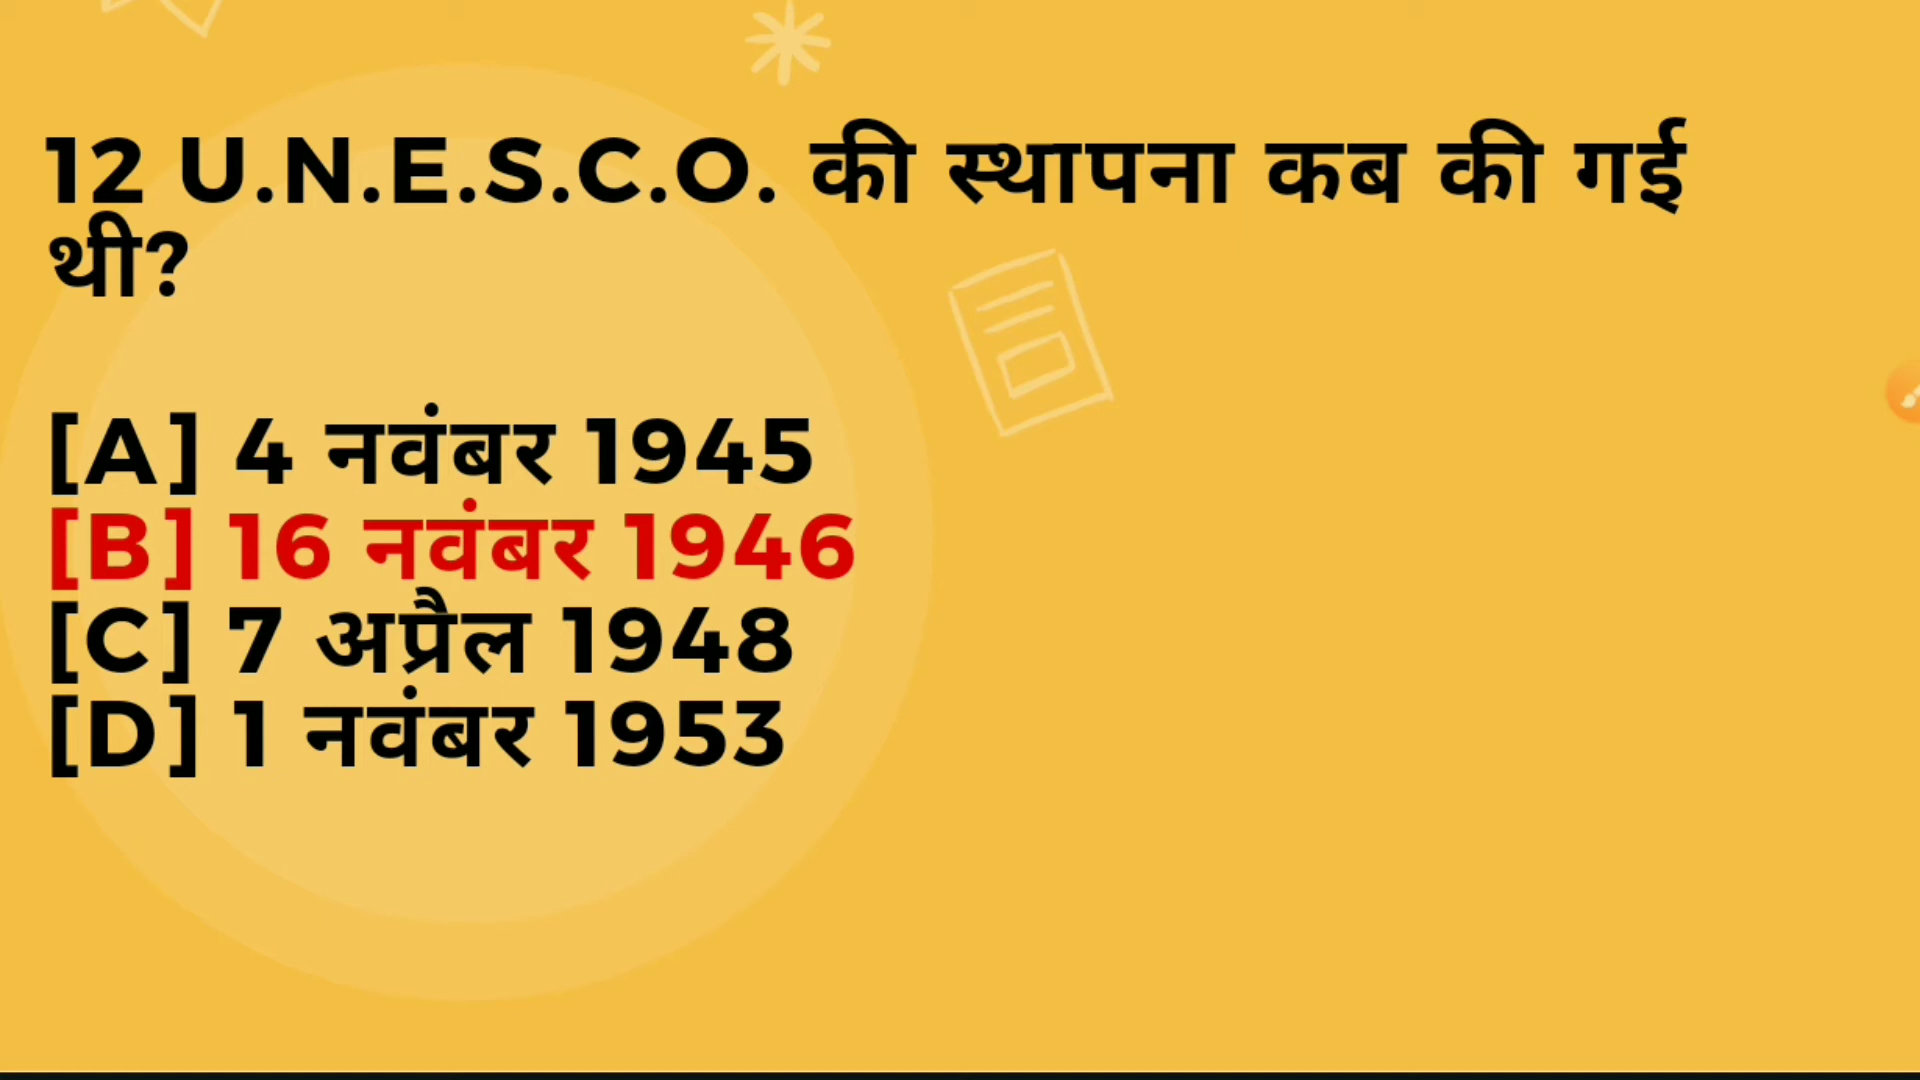 12 U.N.E.S.C.O. की स्थापना कब की गई
थी?
[A] 4 नवंबर 1945
[B] 16 नवंबर 1946
[C] 7 अप्रैल 1948
[D] 1 नवंबर 1953